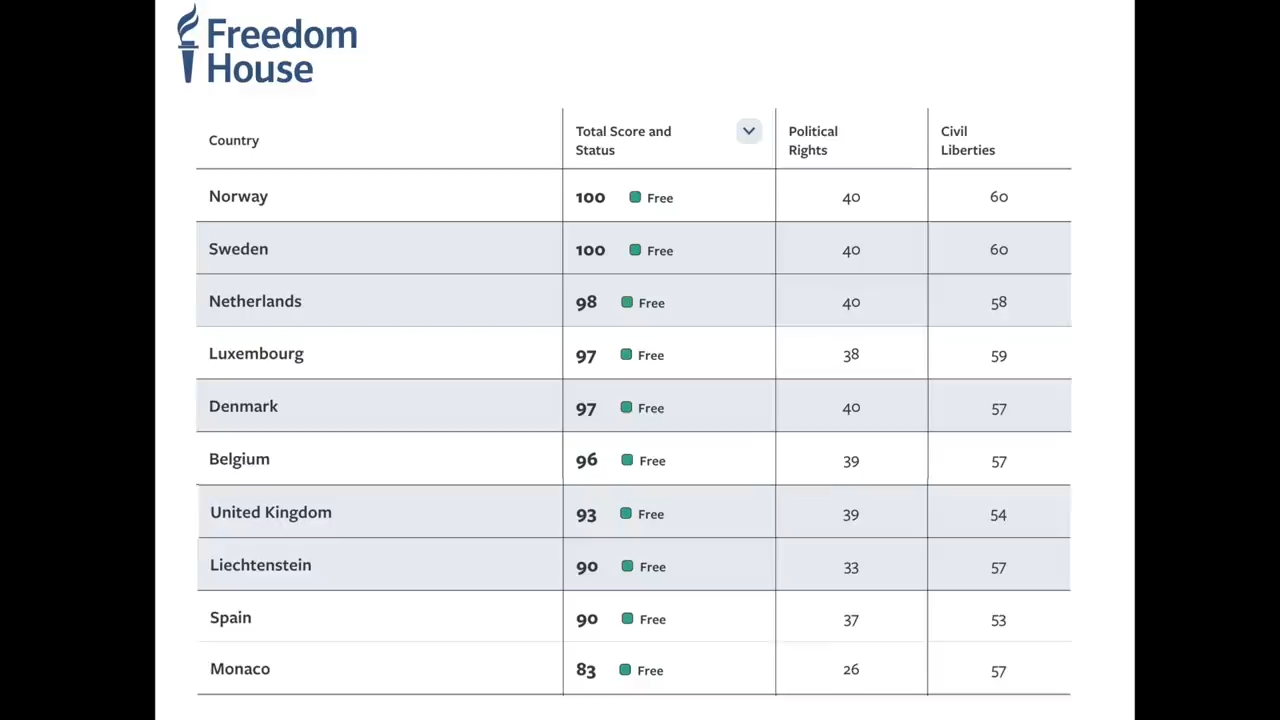 Freedom
House
Country
Total Score and
Status
Political
Rights
Civil
Liberties
Norway 100 Free 40 60
Sweden 100 Free 40 60
Netherlands 98 Free 40 58
Luxembourg 97 Free 38 59
Denmark 97 Free 40 57
Belgium 96 Free 39 57
United Kingdom 93 Free 39 54
Liechtenstein 90 Free 33 57
Spain 90 Free 37 53
Monaco 83 Free 26 57